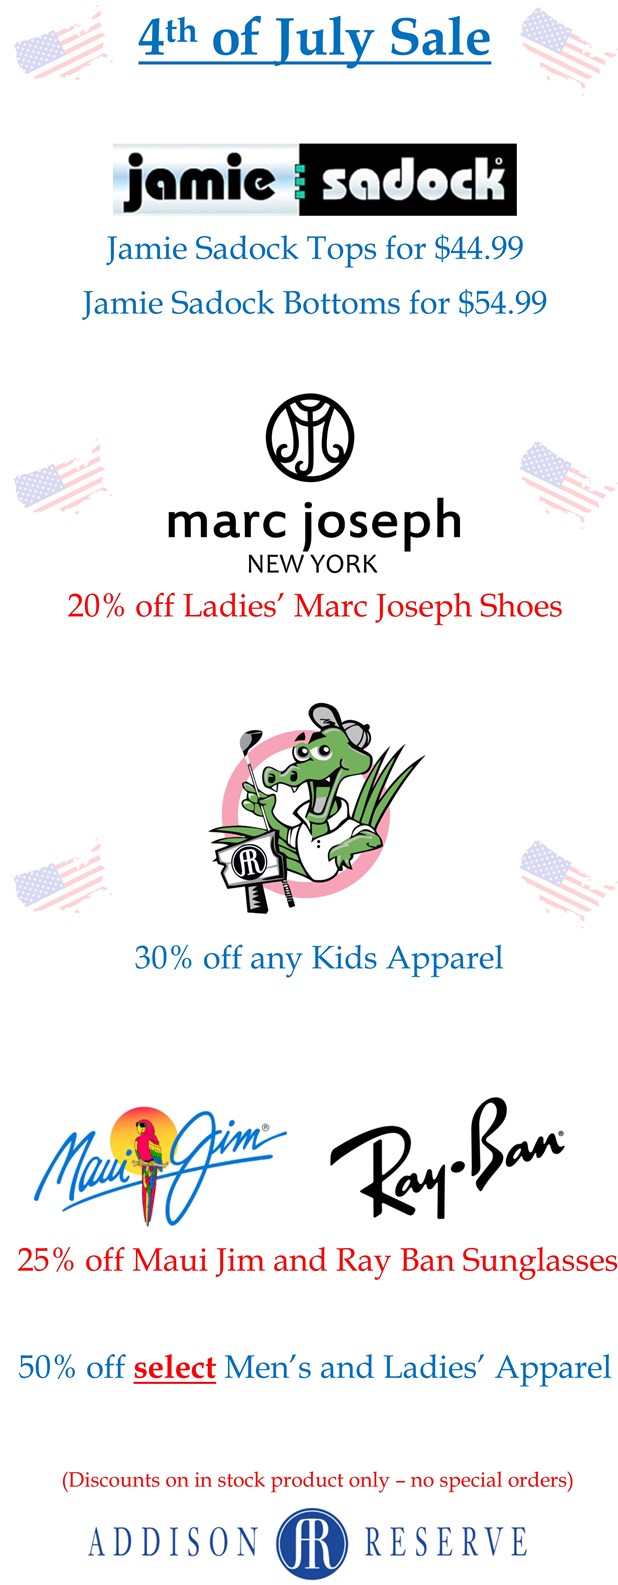 4th of July Sale
jamie sadock®
Jamie Sadock Tops for $44.99
Jamie Sadock Bottoms for $54.99
marc joseph
NEW YORK
20% off Ladies’ Marc Joseph Shoes
AR
30% off any Kids Apparel
Maui Jim®
Ray-Ban®
25% off Maui Jim and Ray Ban Sunglasses
50% off select Men’s and Ladies’ Apparel
(Discounts on in stock product only – no special orders)
ADDISON AR RESERVE